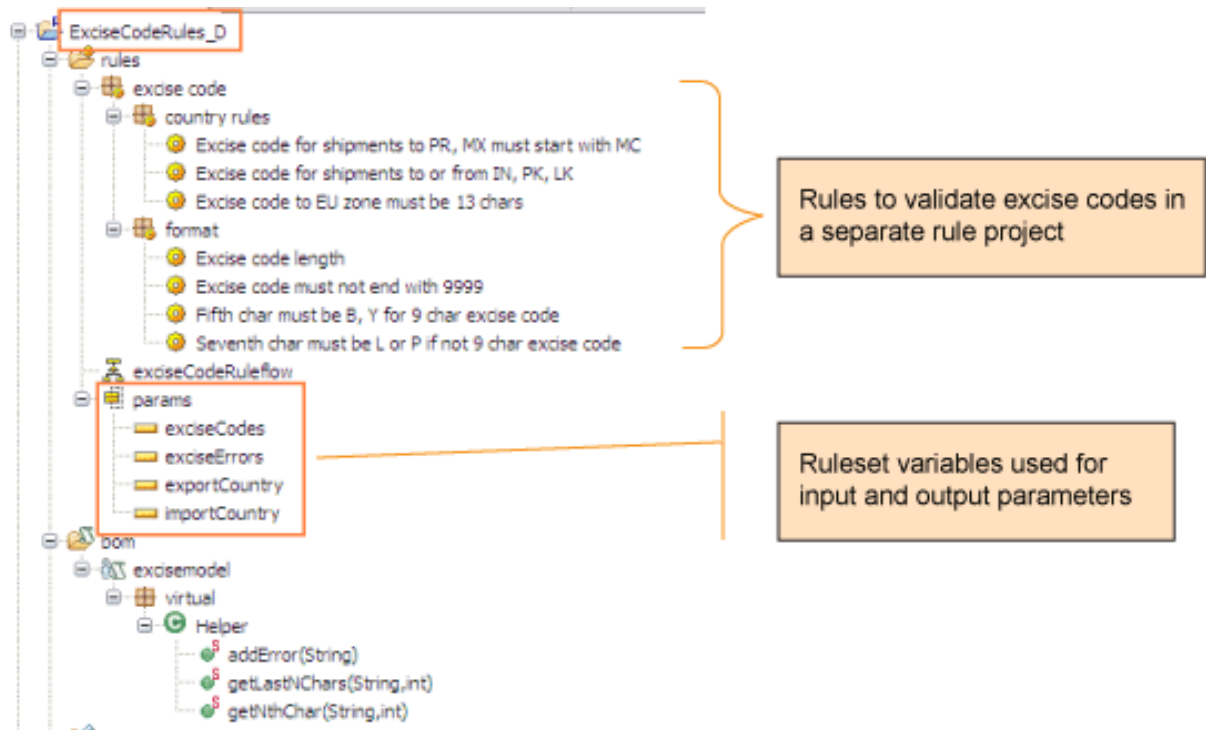 ExciseCodeRules_D
rules
excise code
country rules
Excise code for shipments to PR, MX must start with MC
Excise code for shipments to or from IN, PK, LK
Excise code to EU zone must be 13 chars
format
Excise code length
Excise code must not end with 9999
Fifth char must be B, Y for 9 char excise code
Seventh char must be L or P if not 9 char excise code
exciseCodeRuleflow
params
exciseCodes
exciseErrors
exportCountry
importCountry
bom
excisemodel
virtual
Helper
addError(String)
getLastNChars(String,int)
getNthChar(String,int)
Rules to validate excise codes in
a separate rule project
Ruleset variables used for
input and output parameters